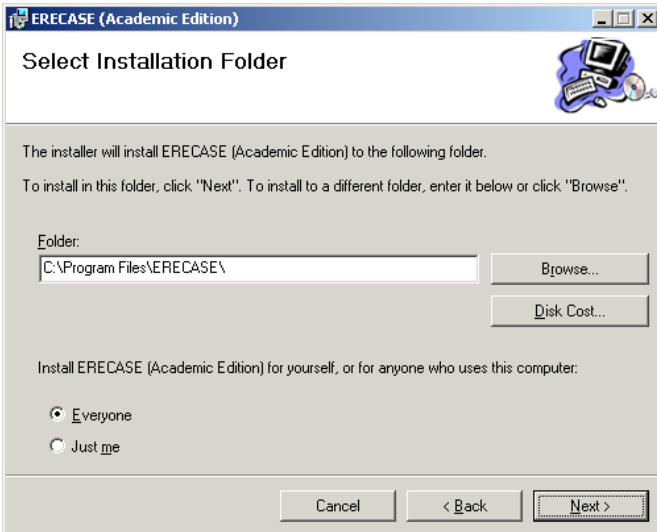 ERECASE (Academic Edition)
Select Installation Folder
The installer will install ERECASE (Academic Edition) to the following folder.
To install in this folder, click "Next". To install to a different folder, enter it below or click "Browse".
Folder:
C:\Program Files\ERECASE\
Browse...
Disk Cost...
Install ERECASE (Academic Edition) for yourself, or for anyone who uses this computer:
Everyone
Just me
Cancel
< Back
Next >